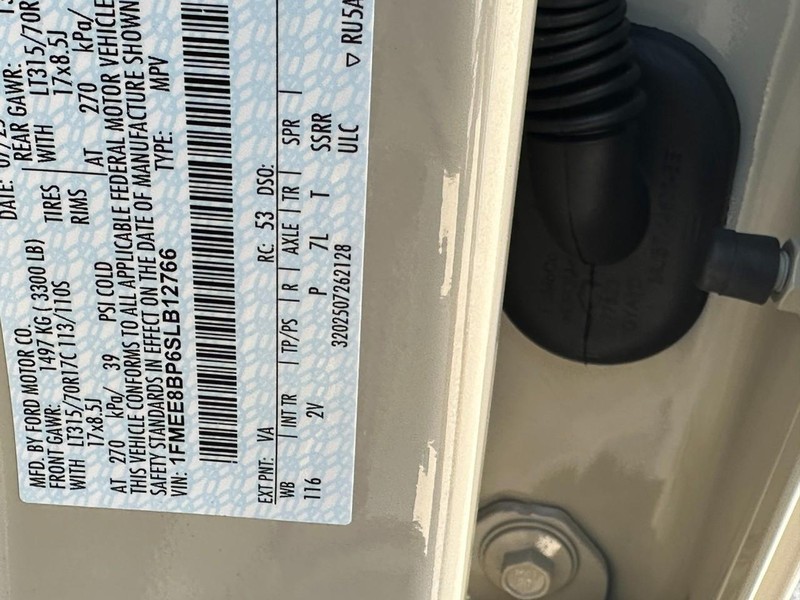 MFD. BY FORD MOTOR CO. DATE: 07/25
FRONT GAWR: 1497 KG ( 3300 LB) REAR GAWR:
WITH LT315/70R17C 113/110S TIRES WITH LT315/70R
17x8.5J RIMS 17x8.5J
AT 270 kPa/ 39 PSI COLD AT 270 kPa/
THIS VEHICLE CONFORMS TO ALL APPLICABLE FEDERAL MOTOR VEHICLE
SAFETY STANDARDS IN EFFECT ON THE DATE OF MANUFACTURE SHOWN
VIN: 1FMEE8BP6SLB12766 TYPE: MPV
EXT PNT: VA RC: 53 DSO:
WB INT TR TP/PS R AXLE TR SPR
116 2V P 7L T SSRR
3202507262128 ULC
▽ RU5A